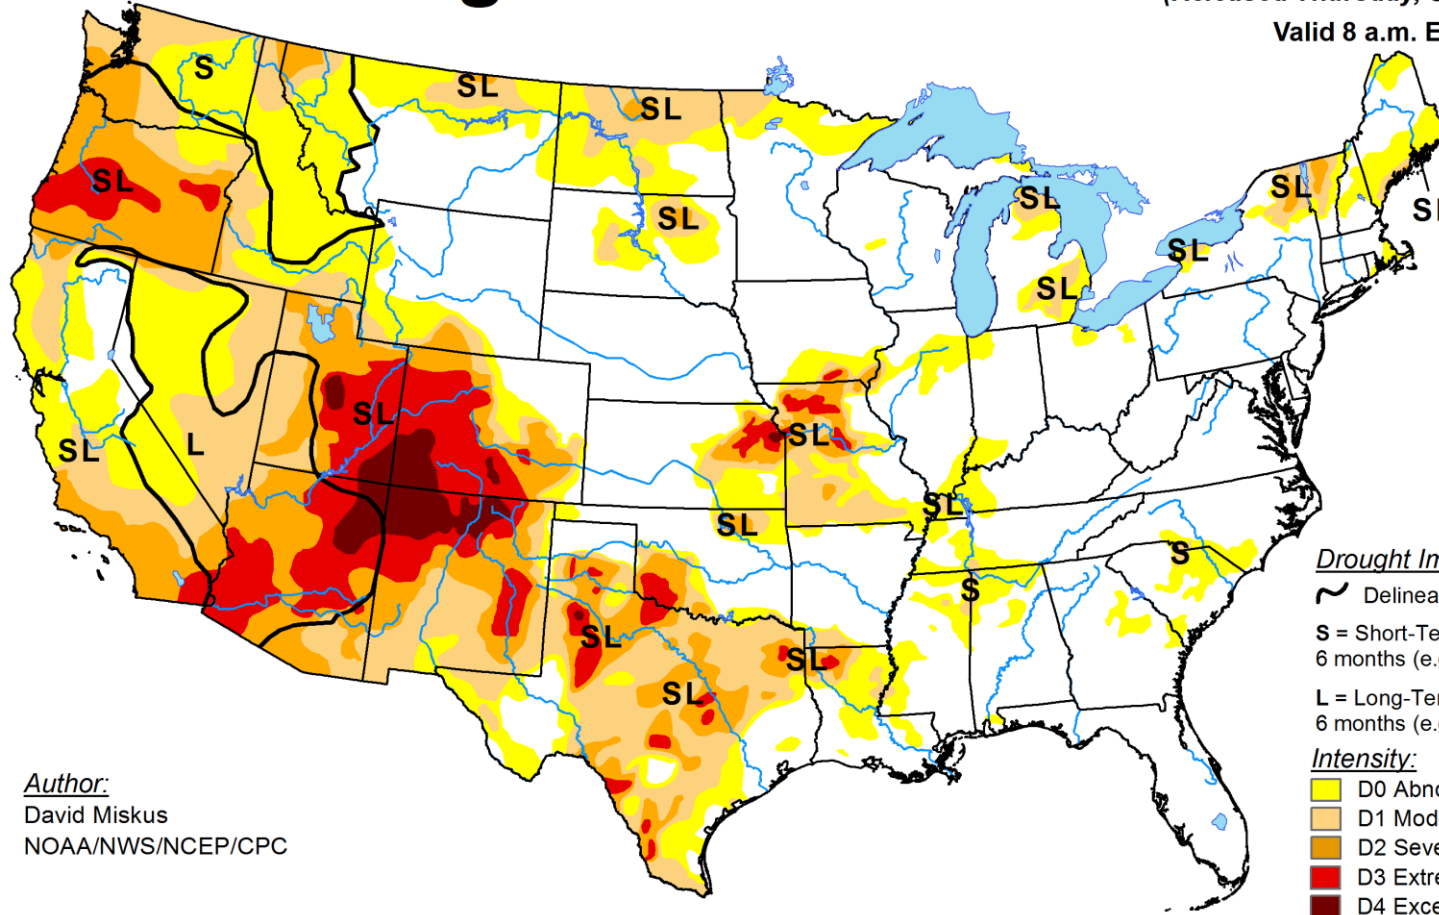 Valid 8 a.m. E
S
SL
SL
SL
SL
SL
SL
SL
SL
SL
SL
L
SL
SL
SL
SL
S
S
SL
SL
SL
Drought Im
Delinea
S = Short-Te
6 months (e.g
L = Long-Ter
6 months (e.g
Intensity:
D0 Abno
D1 Mod
D2 Seve
D3 Extre
D4 Exce
Author:
David Miskus
NOAA/NWS/NCEP/CPC